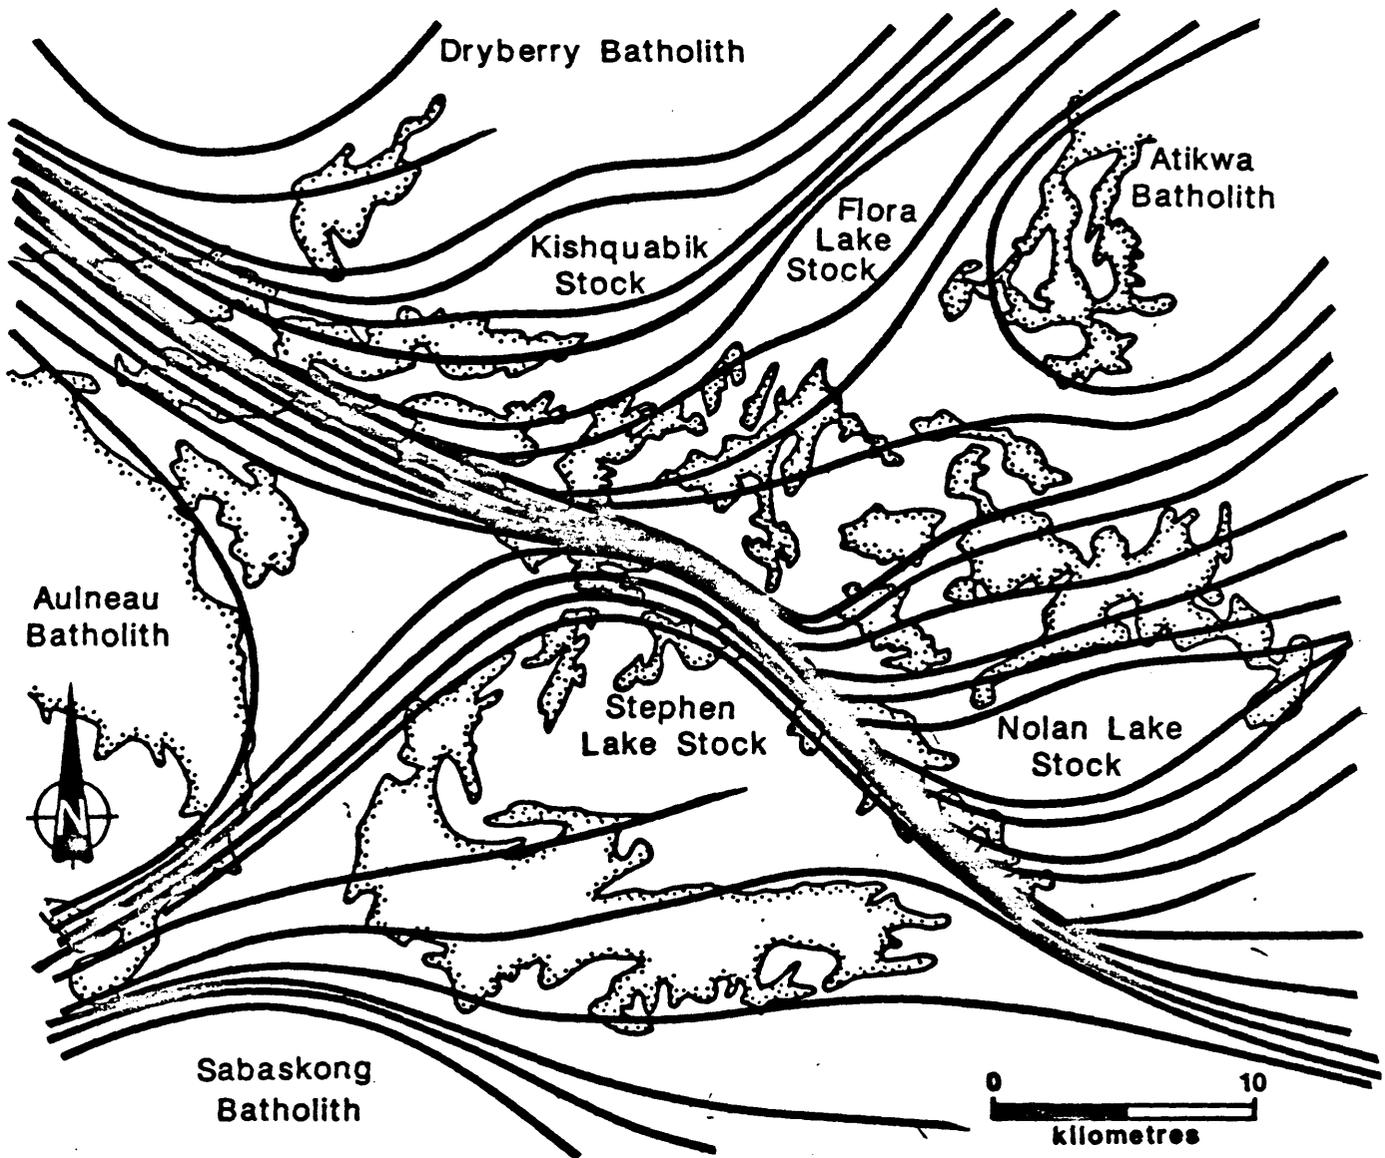 Dryberry Batholith
Atikwa
Batholith
Flora
Lake
Stock
Kishquabik
Stock
Aulneau
Batholith
Stephen
Lake Stock
Nolan Lake
Stock
N
Sabaskong
Batholith
0 10
kilometres